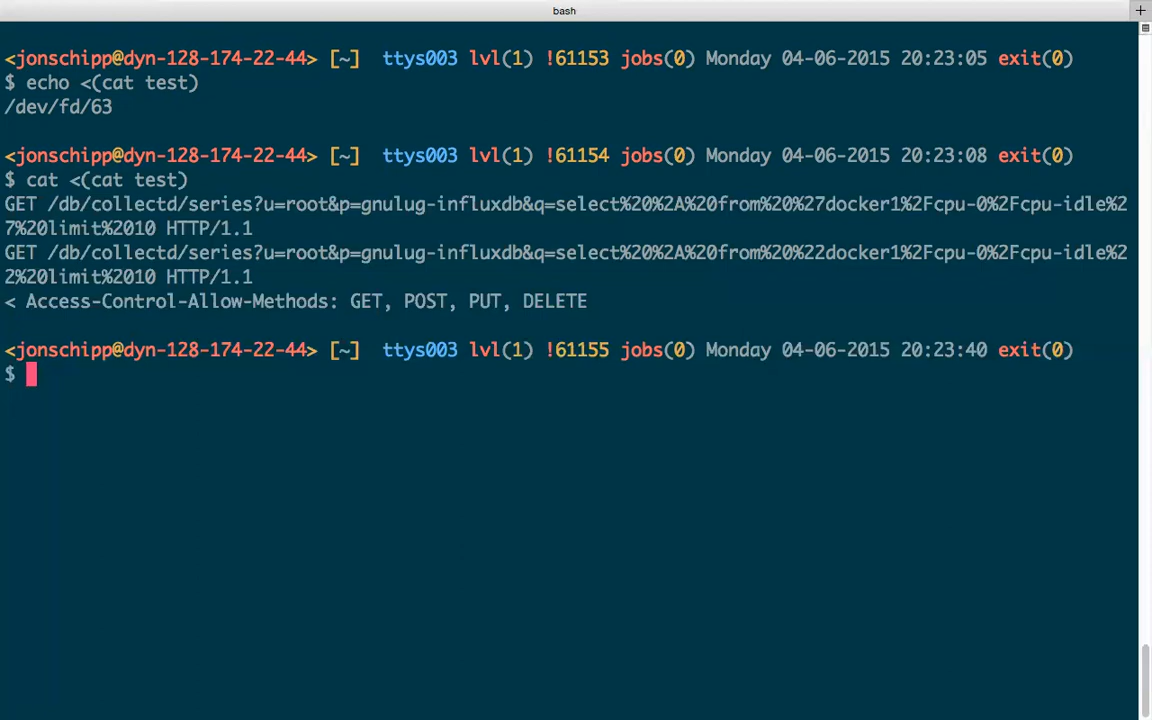 bash
<jonschipp@dyn-128-174-22-44> [~]  ttys003 lvl(1) !61153 jobs(0) Monday 04-06-2015 20:23:05 exit(0)
$ echo <(cat test)
/dev/fd/63
<jonschipp@dyn-128-174-22-44> [~]  ttys003 lvl(1) !61154 jobs(0) Monday 04-06-2015 20:23:08 exit(0)
$ cat <(cat test)
GET /db/collectd/series?u=root&p=gnulug-influxdb&q=select%20%2A%20from%20%27docker1%2Fcpu-0%2Fcpu-idle%2
7%20limit%2010 HTTP/1.1
GET /db/collectd/series?u=root&p=gnulug-influxdb&q=select%20%2A%20from%20%22docker1%2Fcpu-0%2Fcpu-idle%2
2%20limit%2010 HTTP/1.1
< Access-Control-Allow-Methods: GET, POST, PUT, DELETE
<jonschipp@dyn-128-174-22-44> [~]  ttys003 lvl(1) !61155 jobs(0) Monday 04-06-2015 20:23:40 exit(0)
$